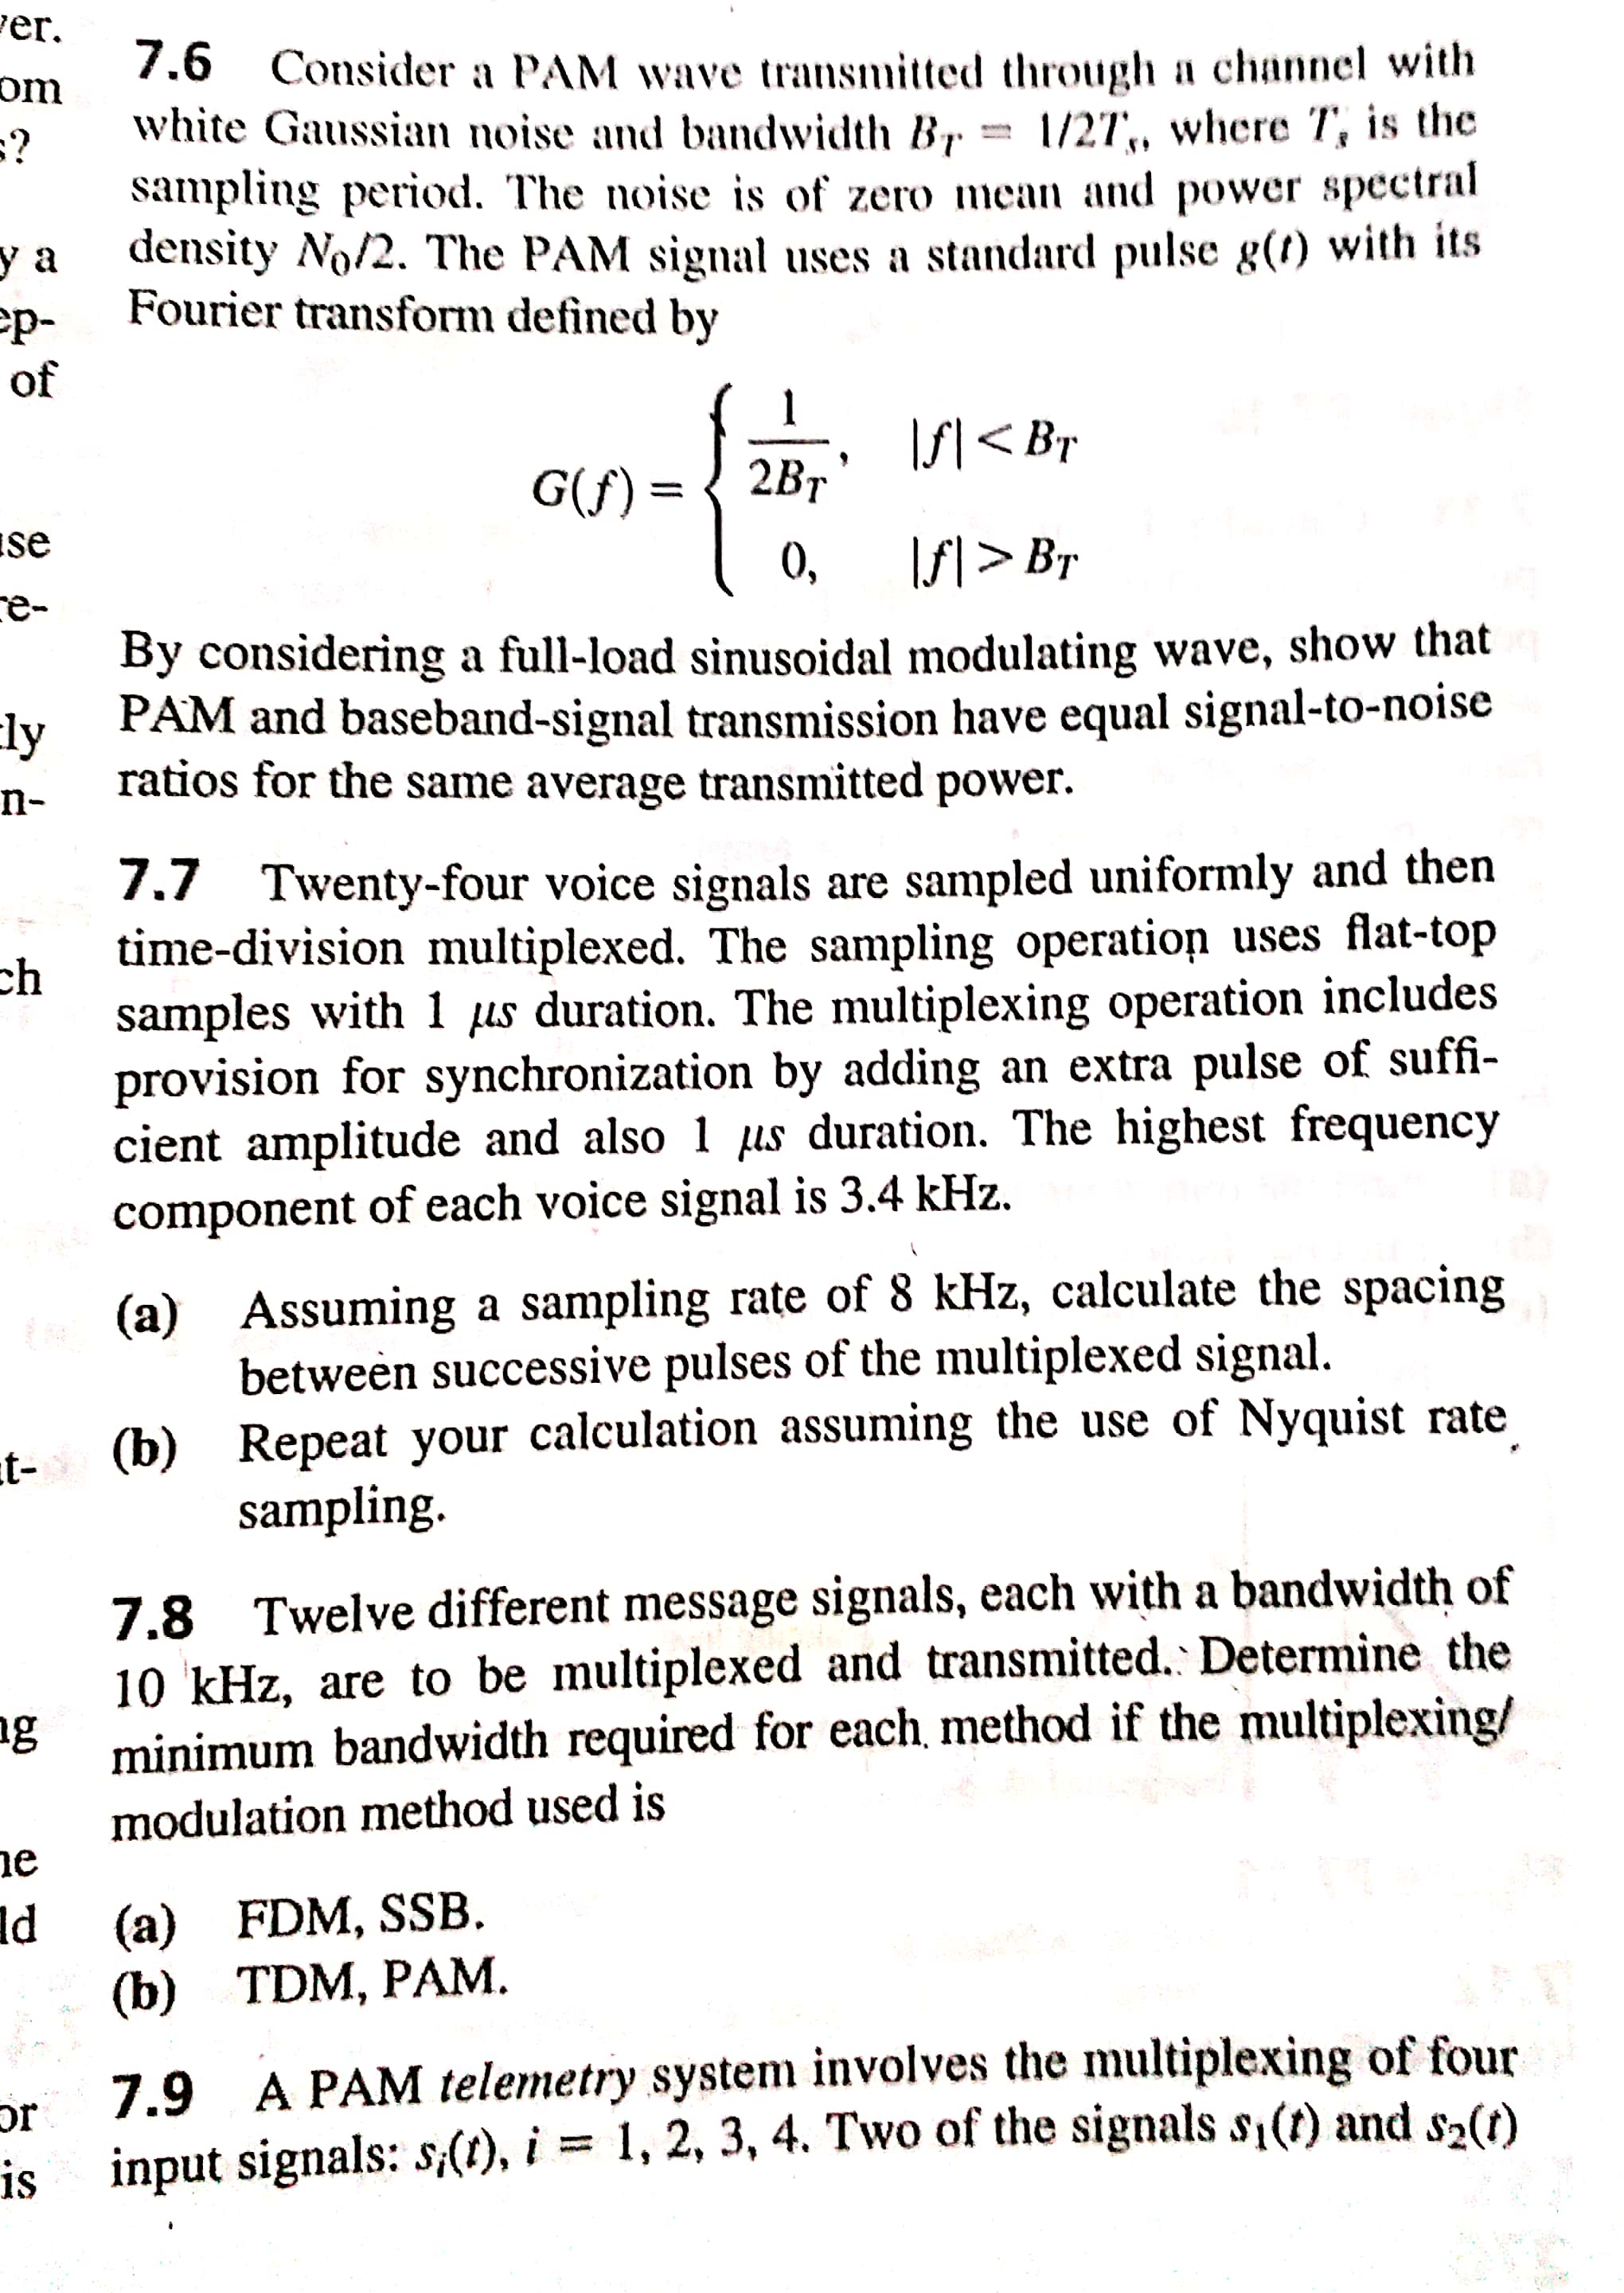 ver.
om
s?
y a
ep-
of
use
re-
n-
ch
t-
ng
ne
ld
or
is
7.6 Consider a PAM wave transmitted through a channel with
white Gaussian noise and bandwidth B_T = 1/2T_s, where T_s is the
sampling period. The noise is of zero mean and power spectral
density N_0/2. The PAM signal uses a standard pulse g(t) with its
Fourier transform defined by
G(f) = { 1/2B_T, |f| < B_T
0, |f| > B_T
By considering a full-load sinusoidal modulating wave, show that
PAM and baseband-signal transmission have equal signal-to-noise
ratios for the same average transmitted power.
7.7 Twenty-four voice signals are sampled uniformly and then
time-division multiplexed. The sampling operation uses flat-top
samples with 1 μs duration. The multiplexing operation includes
provision for synchronization by adding an extra pulse of suffi-
cient amplitude and also 1 μs duration. The highest frequency
component of each voice signal is 3.4 kHz.
(a) Assuming a sampling rate of 8 kHz, calculate the spacing
between successive pulses of the multiplexed signal.
(b) Repeat your calculation assuming the use of Nyquist rate
sampling.
7.8 Twelve different message signals, each with a bandwidth of
10 kHz, are to be multiplexed and transmitted. Determine the
minimum bandwidth required for each method if the multiplexing/
modulation method used is
(a) FDM, SSB.
(b) TDM, PAM.
7.9 A PAM telemetry system involves the multiplexing of four
input signals: s_i(t), i = 1, 2, 3, 4. Two of the signals s_1(t) and s_2(t)